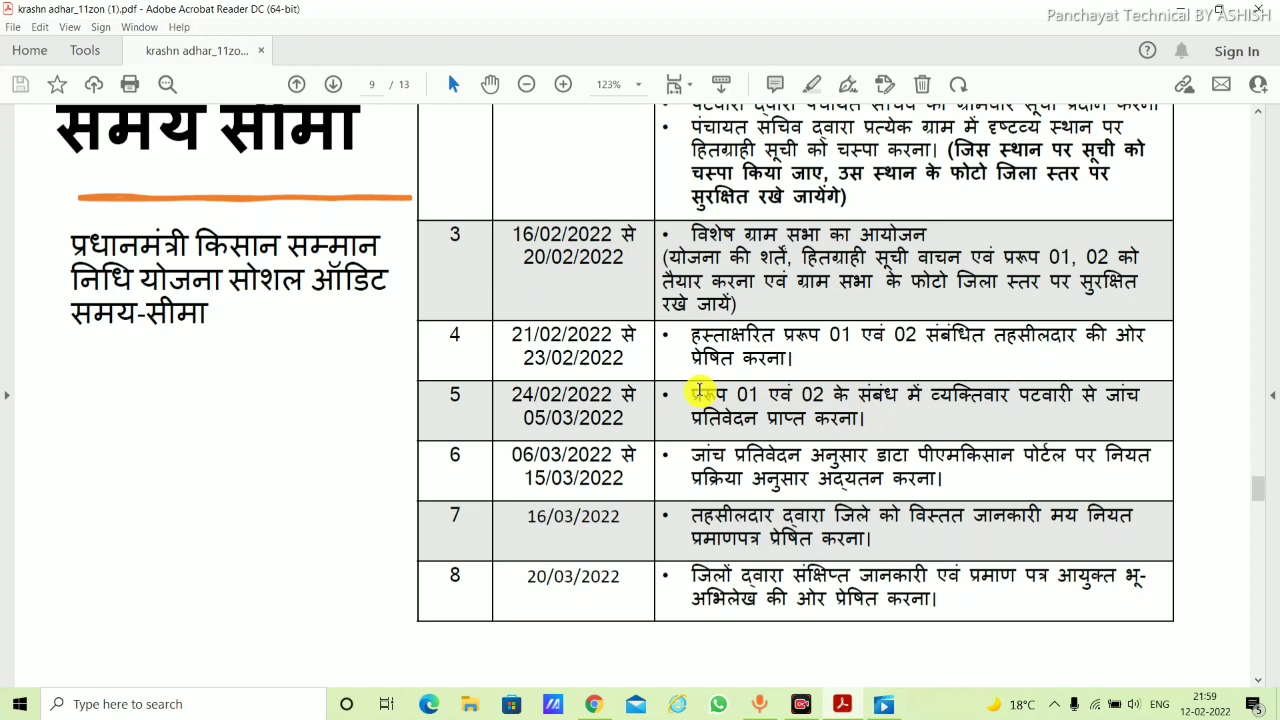 krashn adhar_11zon (1).pdf - Adobe Acrobat Reader DC (64-bit)
Panchayat Technical BY ASHISH
File Edit View Sign Window Help
Home Tools krashn adhar_11zo... × Sign In
9 / 13 123%
समय सीमा
प्रधानमंत्री किसान सम्मान
निधि योजना सोशल ऑडिट
समय-सीमा
पटवारी द्वारा पंचायत सचिव को ग्रामवार सूची प्रदान करना
• पंचायत सचिव द्वारा प्रत्येक ग्राम में दृष्टव्य स्थान पर
हितग्राही सूची को चस्पा करना। (जिस स्थान पर सूची को
चस्पा किया जाए, उस स्थान के फोटो जिला स्तर पर
सुरक्षित रखे जायेंगे)
3 16/02/2022 से • विशेष ग्राम सभा का आयोजन
20/02/2022 (योजना की शर्तें, हितग्राही सूची वाचन एवं प्ररूप 01, 02 को
तैयार करना एवं ग्राम सभा के फोटो जिला स्तर पर सुरक्षित
रखे जायें)
4 21/02/2022 से • हस्ताक्षरित प्ररूप 01 एवं 02 संबंधित तहसीलदार की ओर
23/02/2022 प्रेषित करना।
5 24/02/2022 से • प्ररूप 01 एवं 02 के संबंध में व्यक्तिवार पटवारी से जांच
05/03/2022 प्रतिवेदन प्राप्त करना।
6 06/03/2022 से • जांच प्रतिवेदन अनुसार डाटा पीएमकिसान पोर्टल पर नियत
15/03/2022 प्रक्रिया अनुसार अद्यतन करना।
7 16/03/2022 • तहसीलदार द्वारा जिले को विस्तत जानकारी मय नियत
प्रमाणपत्र प्रेषित करना।
8 20/03/2022 • जिलों द्वारा संक्षिप्त जानकारी एवं प्रमाण पत्र आयुक्त भू-
अभिलेख की ओर प्रेषित करना।
Type here to search 18°C ENG 21:59
12-02-2022 5